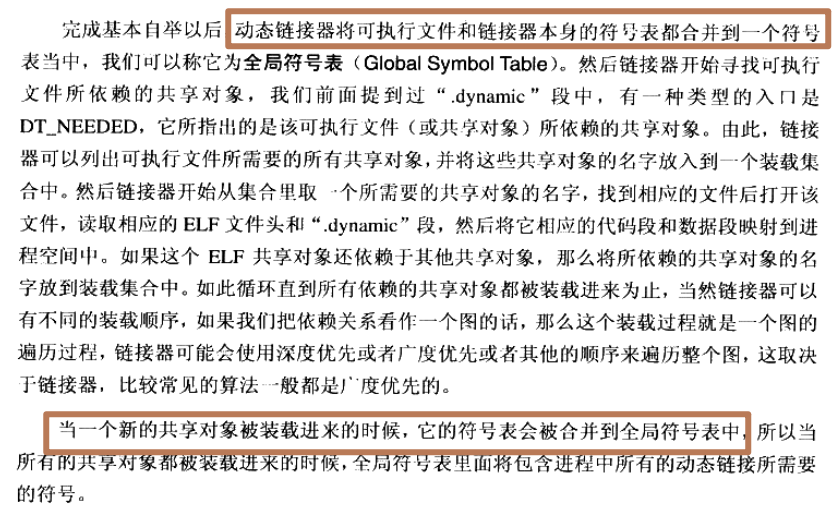 完成基本自举以后 动态链接器将可执行文件和链接器本身的符号表都合并到一个符号
表当中，我们可以称它为全局符号表（Global Symbol Table）。然后链接器开始寻找可执行
文件所依赖的共享对象，我们前面提到过“.dynamic”段中，有一种类型的入口是
DT_NEEDED，它所指出的是该可执行文件（或共享对象）所依赖的共享对象。由此，链接
器可以列出可执行文件所需要的所有共享对象，并将这些共享对象的名字放入到一个装载集
合中。然后链接器开始从集合里取一个所需要的共享对象的名字，找到相应的文件后打开该
文件，读取相应的 ELF 文件头和“.dynamic”段，然后将它相应的代码段和数据段映射到进
程空间中。如果这个 ELF 共享对象还依赖于其他共享对象，那么将所依赖的共享对象的名
字放到装载集合中。如此循环直到所有依赖的共享对象都被装载进来为止，当然链接器可以
有不同的装载顺序，如果我们把依赖关系看作一个图的话，那么这个装载过程就是一个图的
遍历过程，链接器可能会使用深度优先或者广度优先或者其他的顺序来遍历整个图，这取决
于链接器，比较常见的算法一般都是广度优先的。
当一个新的共享对象被装载进来的时候，它的符号表会被合并到全局符号表中，所以当
所有的共享对象都被装载进来的时候，全局符号表里面将包含进程中所有的动态链接所需要
的符号。